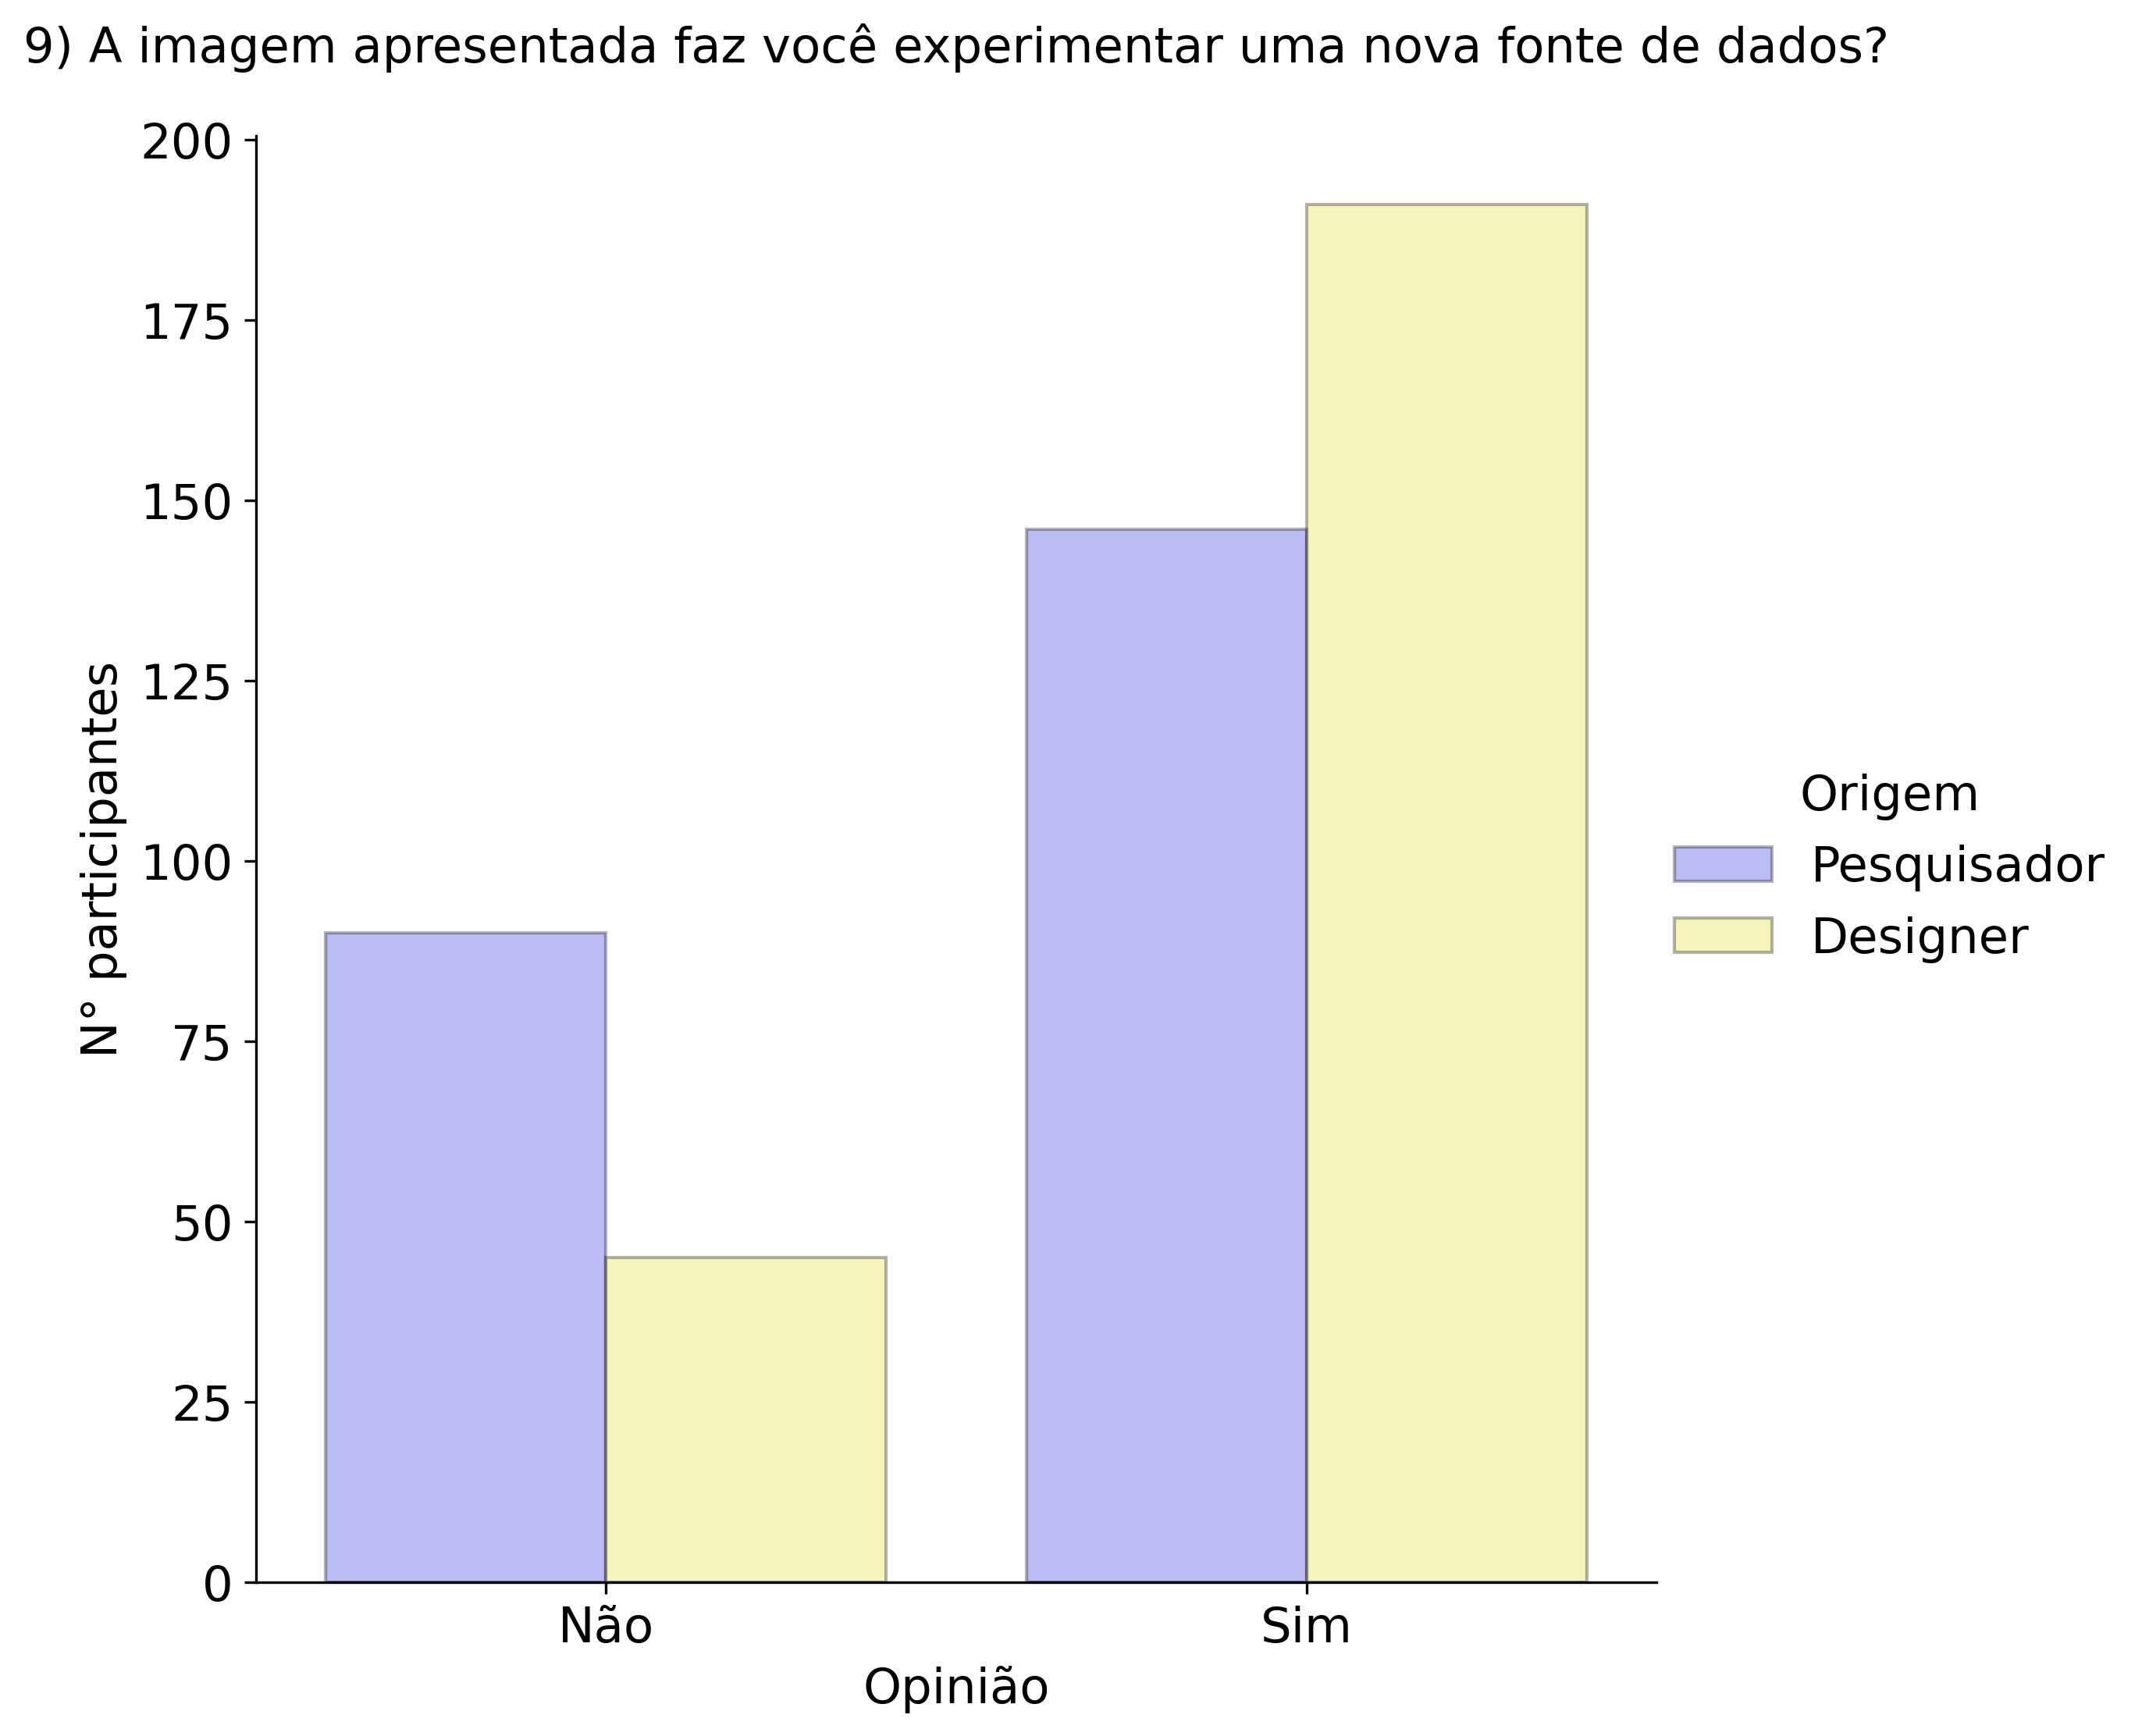 9) A imagem apresentada faz você experimentar uma nova fonte de dados?
200
175
150
125
100
75
50
25
0
N° participantes
Não
Sim
Opinião
Origem
Pesquisador
Designer